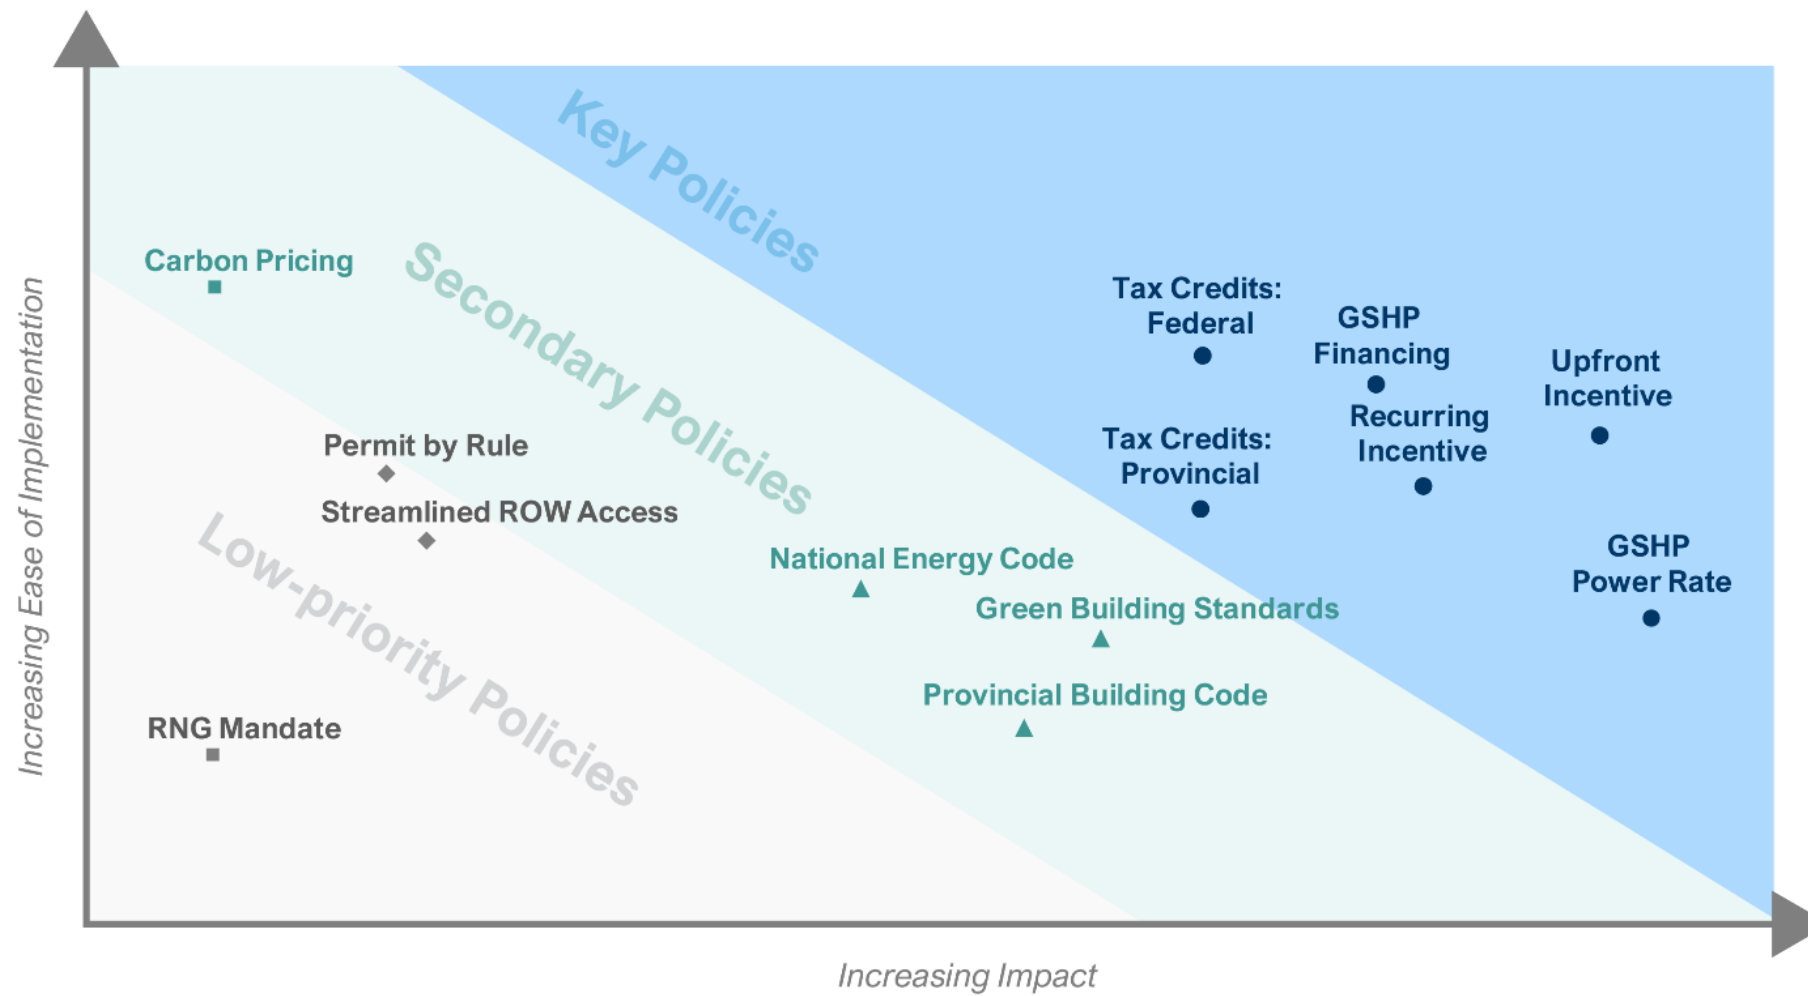 Key Policies
Secondary Policies
Low-priority Policies
Carbon Pricing
Tax Credits:
Federal
GSHP
Financing
Upfront
Incentive
Recurring
Incentive
Tax Credits:
Provincial
Permit by Rule
Streamlined ROW Access
National Energy Code
GSHP
Power Rate
Green Building Standards
Provincial Building Code
RNG Mandate
Increasing Ease of Implementation
Increasing Impact